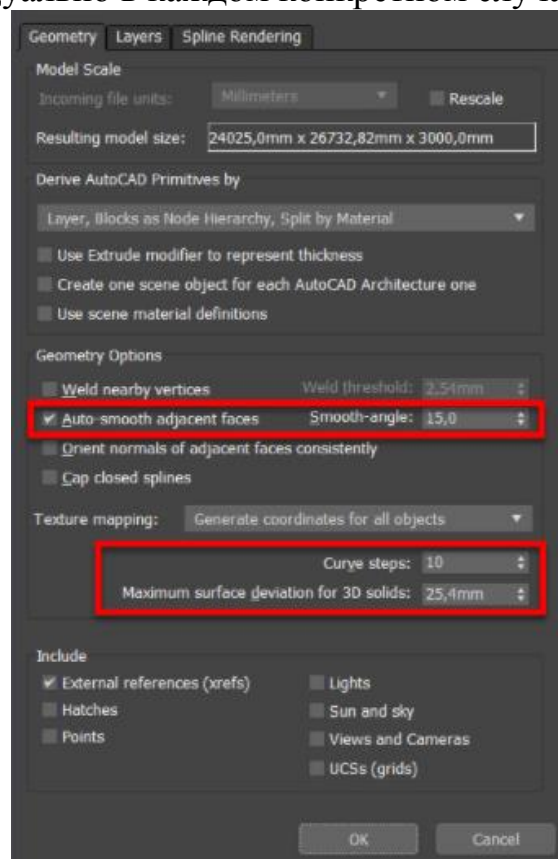 дуально в каждом конкретном случа
Geometry Layers Spline Rendering
Model Scale
Incoming file units: Millimeters Rescale
Resulting model size: 24025,0mm x 26732,82mm x 3000,0mm
Derive AutoCAD Primitives by
Layer, Blocks as Node Hierarchy, Split by Material
Use Extrude modifier to represent thickness
Create one scene object for each AutoCAD Architecture one
Use scene material definitions
Geometry Options
Weld nearby vertices Weld threshold: 2,54mm
Auto-smooth adjacent faces Smooth-angle: 15,0
Orient normals of adjacent faces consistently
Cap closed splines
Texture mapping: Generate coordinates for all objects
Curve steps: 10
Maximum surface deviation for 3D solids: 25,4mm
Include
External references (xrefs) Lights
Hatches Sun and sky
Points Views and Cameras
UCSs (grids)
OK Cancel